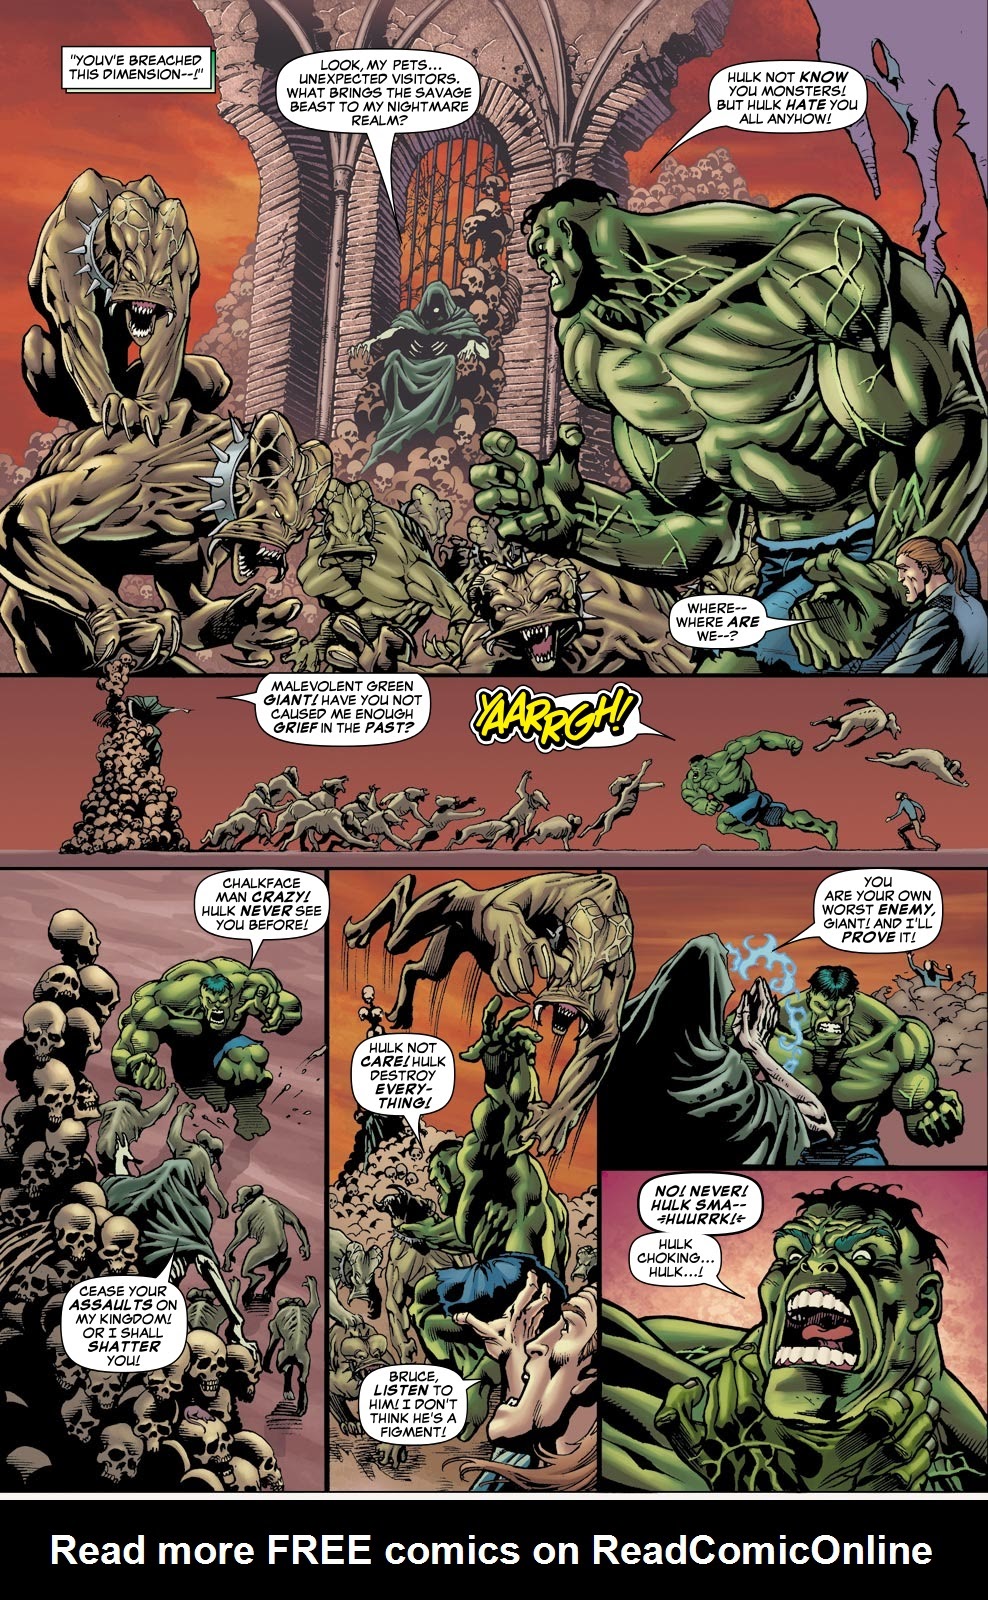 "YOUV'E BREACHED
THIS DIMENSION--!"
LOOK, MY PETS...
UNEXPECTED VISITORS.
WHAT BRINGS THE SAVAGE
BEAST TO MY NIGHTMARE
REALM?
HULK NOT KNOW
YOU MONSTERS!
BUT HULK HATE YOU
ALL ANYHOW!
WHERE--
WHERE ARE
WE--?
MALEVOLENT GREEN
GIANT! HAVE YOU NOT
CAUSED ME ENOUGH
GRIEF IN THE PAST?
YAARRGH!
CHALKFACE
MAN CRAZY!
HULK NEVER SEE
YOU BEFORE!
CEASE YOUR
ASSAULTS ON
MY KINGDOM!
OR I SHALL
SHATTER
YOU!
HULK NOT
CARE! HULK
DESTROY
EVERY-
THING!
BRUCE,
LISTEN TO
HIM! I DON'T
THINK HE'S A
FIGMENT!
YOU
ARE YOUR OWN
WORST ENEMY,
GIANT! AND I'LL
PROVE IT!
NO! NEVER!
HULK SMA--
÷HUURRK!÷
HULK
CHOKING...
HULK...!
Read more FREE comics on ReadComicOnline